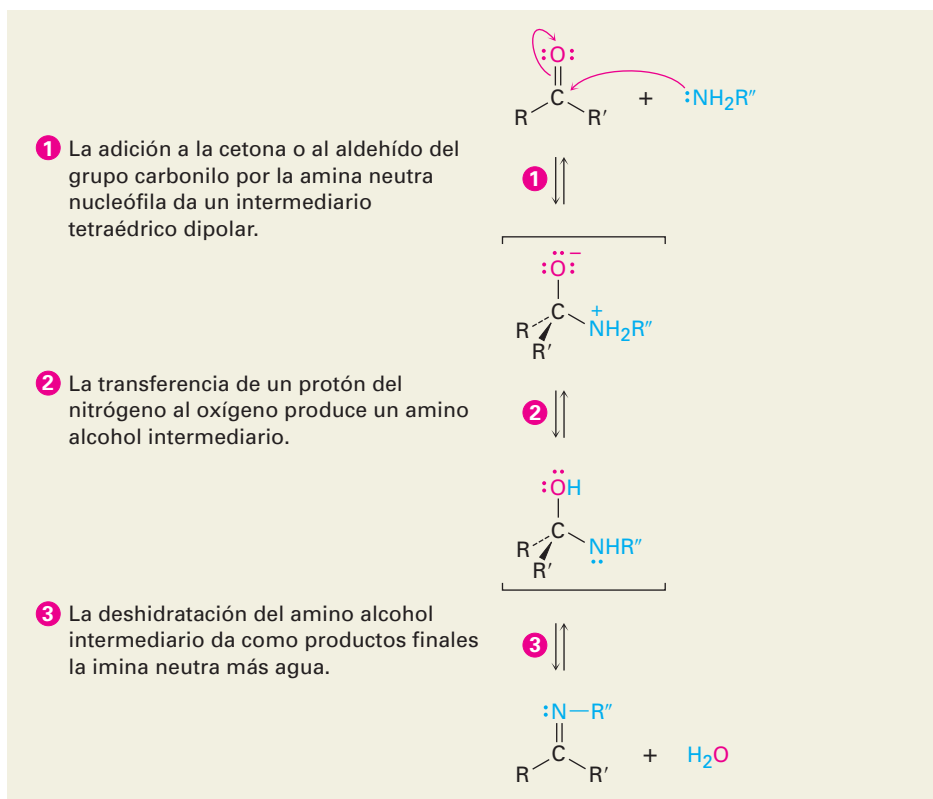 :O:
C
R
R′
+
:NH2R″
1 La adición a la cetona o al aldehído del
grupo carbonilo por la amina neutra
nucleófila da un intermediario
tetraédrico dipolar.
1
:O: −
C
R
R′
+
NH2R″
2 La transferencia de un protón del
nitrógeno al oxígeno produce un amino
alcohol intermediario.
2
:OH
C
R
R′
NHR″
3 La deshidratación del amino alcohol
intermediario da como productos finales
la imina neutra más agua.
3
:N—R″
C
R
R′
+
H2O